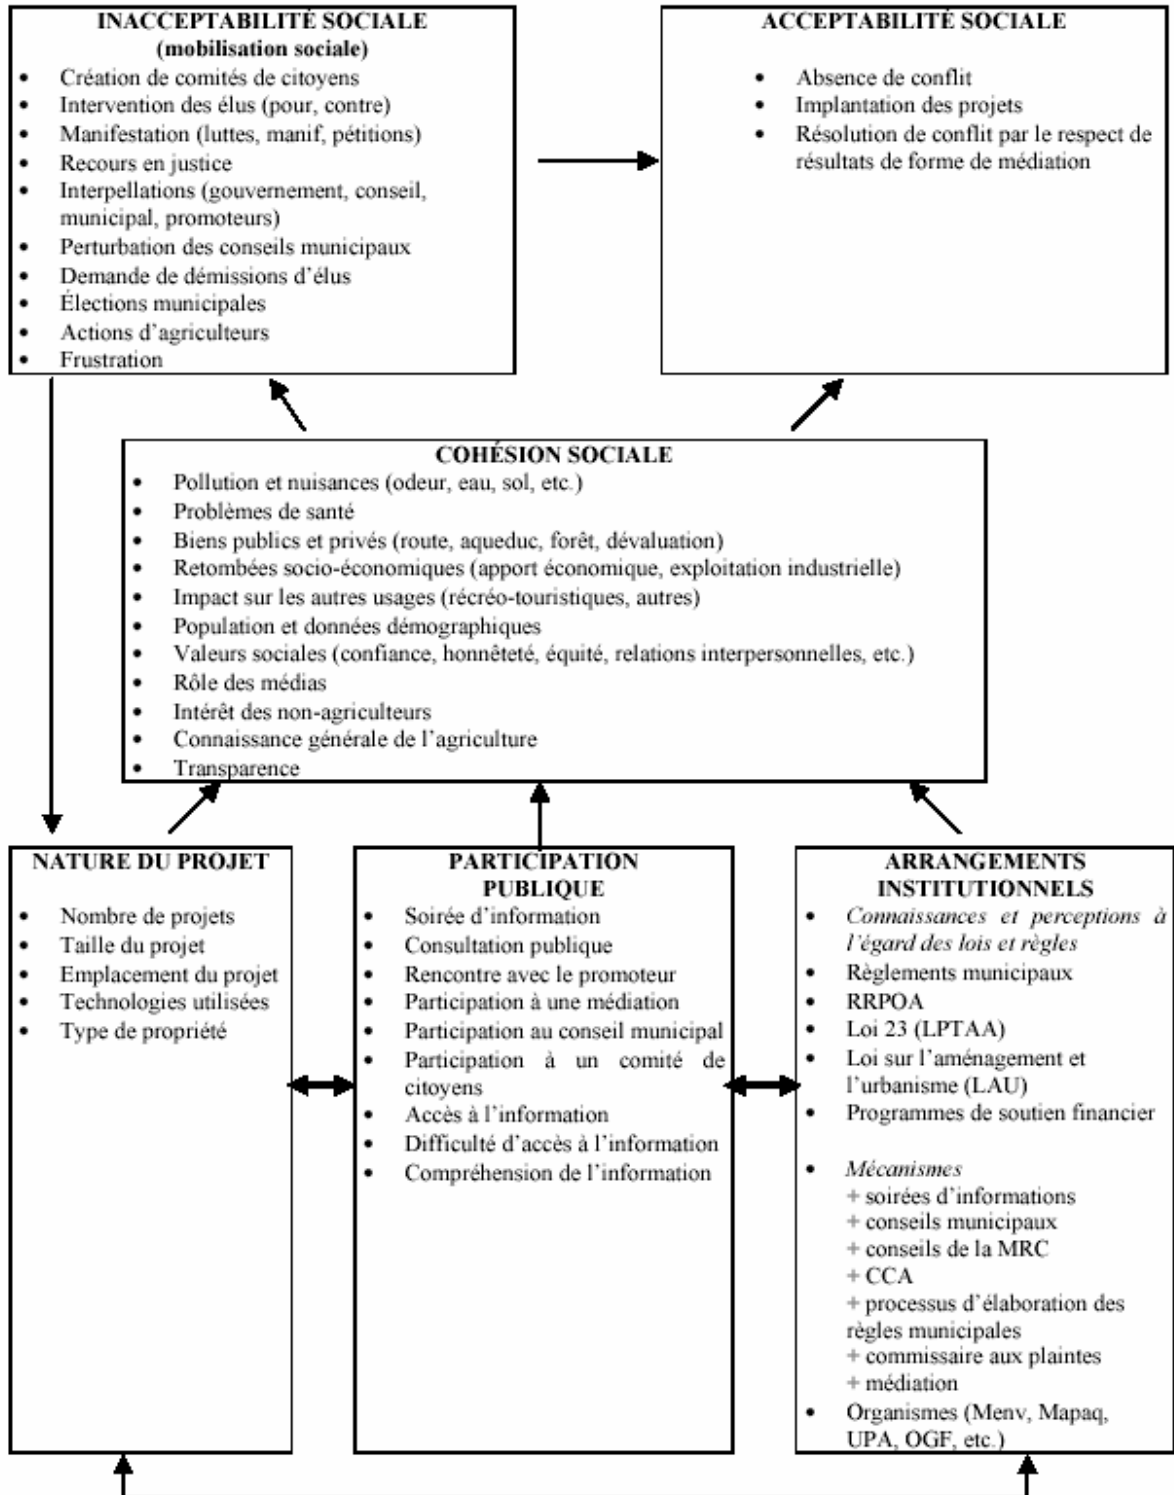 INACCEPTABILITÉ SOCIALE
(mobilisation sociale)
• Création de comités de citoyens
• Intervention des élus (pour, contre)
• Manifestation (luttes, manif, pétitions)
• Recours en justice
• Interpellations (gouvernement, conseil,
municipal, promoteurs)
• Perturbation des conseils municipaux
• Demande de démissions d'élus
• Élections municipales
• Actions d'agriculteurs
• Frustration
ACCEPTABILITÉ SOCIALE
• Absence de conflit
• Implantation des projets
• Résolution de conflit par le respect de
résultats de forme de médiation
COHÉSION SOCIALE
• Pollution et nuisances (odeur, eau, sol, etc.)
• Problèmes de santé
• Biens publics et privés (route, aqueduc, forêt, dévaluation)
• Retombées socio-économiques (apport économique, exploitation industrielle)
• Impact sur les autres usages (récréo-touristiques, autres)
• Population et données démographiques
• Valeurs sociales (confiance, honnêteté, équité, relations interpersonnelles, etc.)
• Rôle des médias
• Intérêt des non-agriculteurs
• Connaissance générale de l'agriculture
• Transparence
NATURE DU PROJET
• Nombre de projets
• Taille du projet
• Emplacement du projet
• Technologies utilisées
• Type de propriété
PARTICIPATION
PUBLIQUE
• Soirée d'information
• Consultation publique
• Rencontre avec le promoteur
• Participation à une médiation
• Participation au conseil municipal
• Participation à un comité de
citoyens
• Accès à l'information
• Difficulté d'accès à l'information
• Compréhension de l'information
ARRANGEMENTS
INSTITUTIONNELS
• Connaissances et perceptions à
l'égard des lois et règles
• Règlements municipaux
• RRPOA
• Loi 23 (LPTAA)
• Loi sur l'aménagement et
l'urbanisme (LAU)
• Programmes de soutien financier
• Mécanismes
+ soirées d'informations
+ conseils municipaux
+ conseils de la MRC
+ CCA
+ processus d'élaboration des
règles municipales
+ commissaire aux plaintes
+ médiation
• Organismes (Menv, Mapaq,
UPA, OGF, etc.)